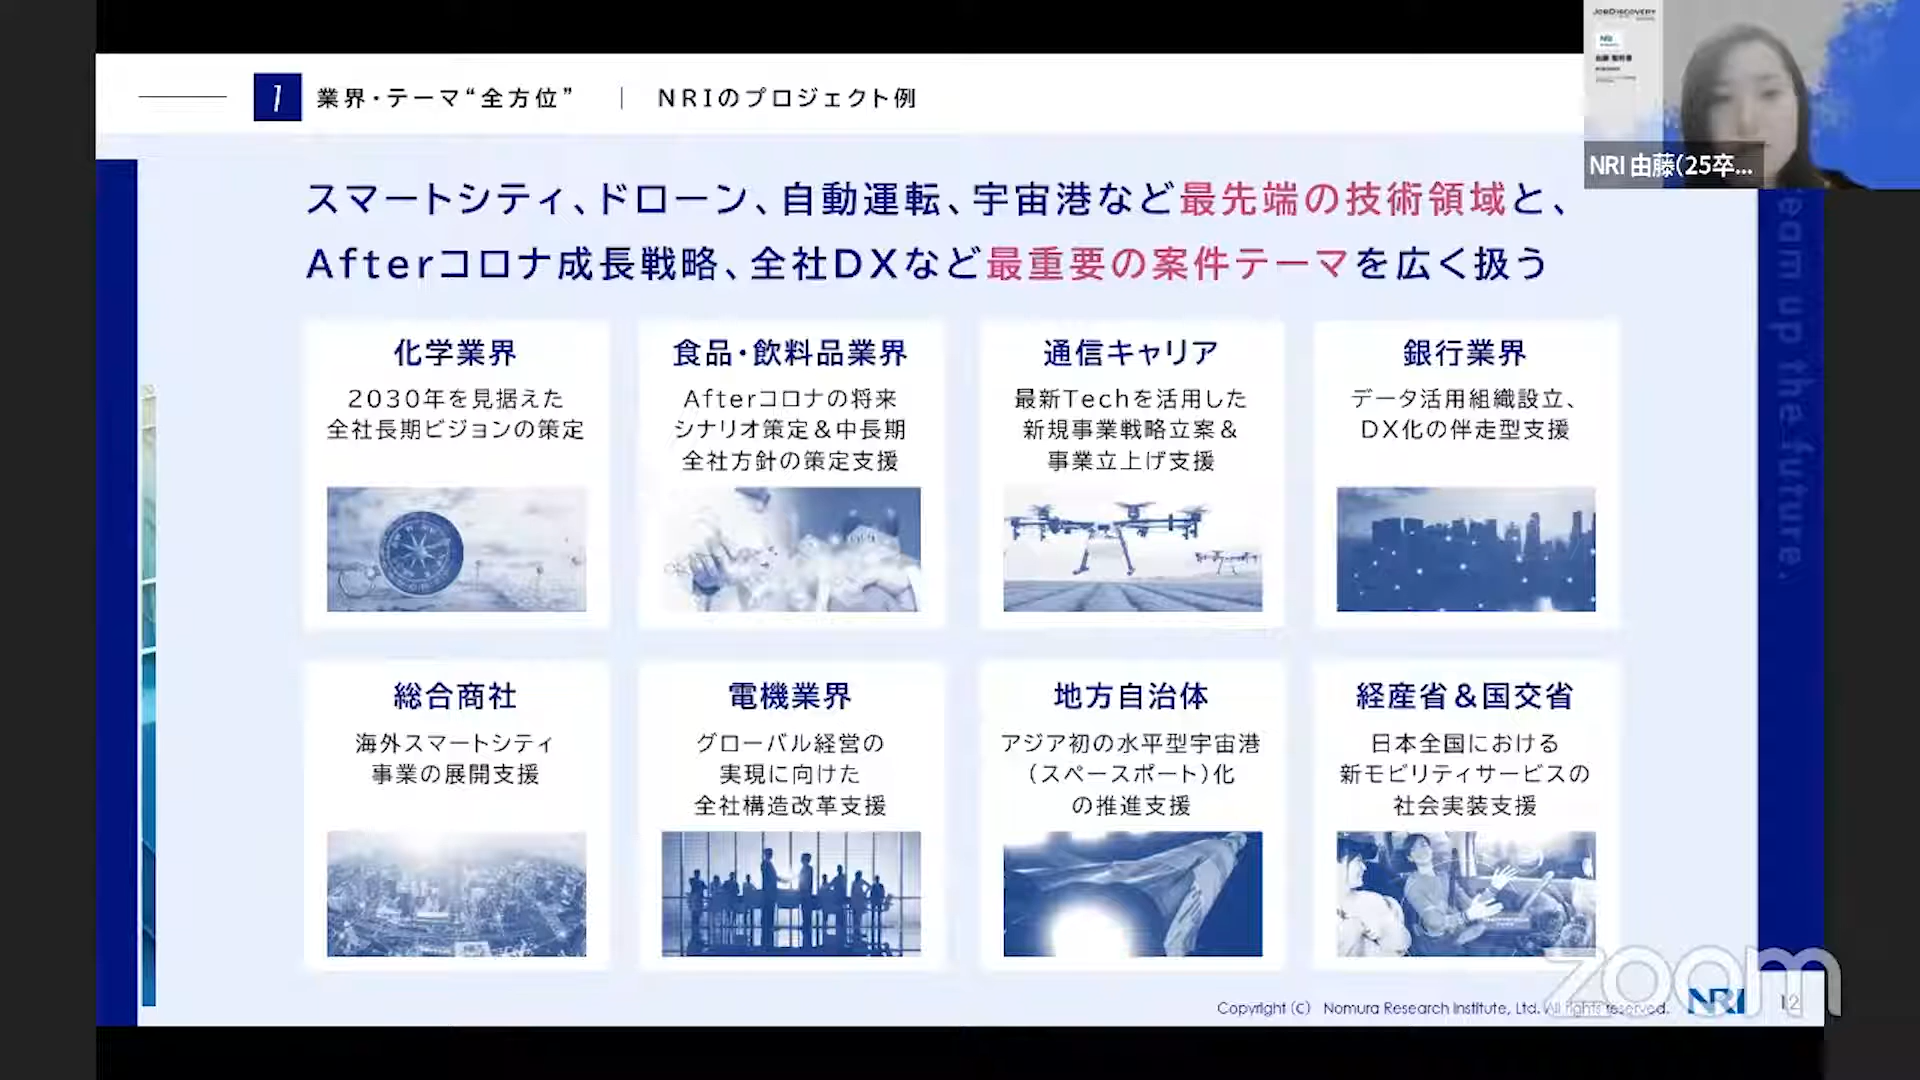 1 業界・テーマ“全方位” | NRIのプロジェクト例
JOBDISCOVERY
NRI
NRI 由藤(25卒...
スマートシティ、ドローン、自動運転、宇宙港など最先端の技術領域と、
Afterコロナ成長戦略、全社DXなど最重要の案件テーマを広く扱う
化学業界
2030年を見据えた
全社長期ビジョンの策定
食品・飲料品業界
Afterコロナの将来
シナリオ策定&中長期
全社方針の策定支援
通信キャリア
最新Techを活用した
新規事業戦略立案&
事業立上げ支援
銀行業界
データ活用組織設立、
DX化の伴走型支援
総合商社
海外スマートシティ
事業の展開支援
電機業界
グローバル経営の
実現に向けた
全社構造改革支援
地方自治体
アジア初の水平型宇宙港
(スペースポート)化
の推進支援
経産省&国交省
日本全国における
新モビリティサービスの
社会実装支援
eam up the future.
Copyright (C) Nomura Research Institute, Ltd. All rights reserved.
NRI
12
zoom